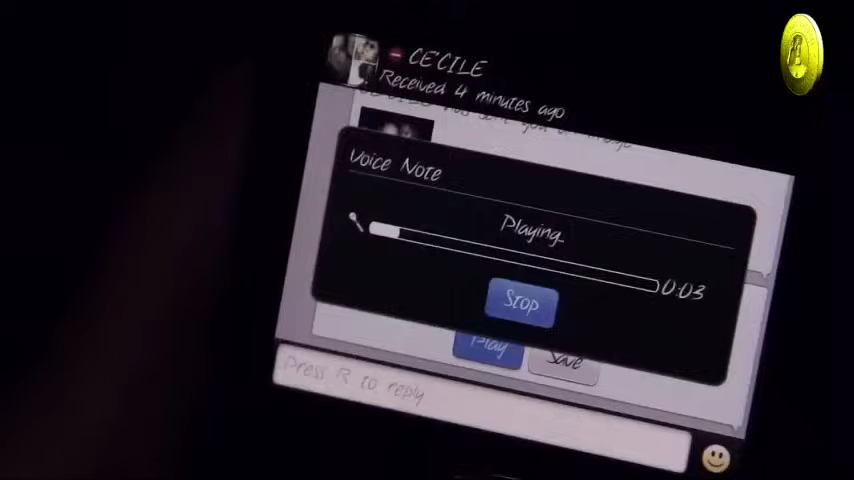 CECILE
Received 4 minutes ago
Voice Note
Playing...
0:03
Stop
Play
Save
Press R to reply